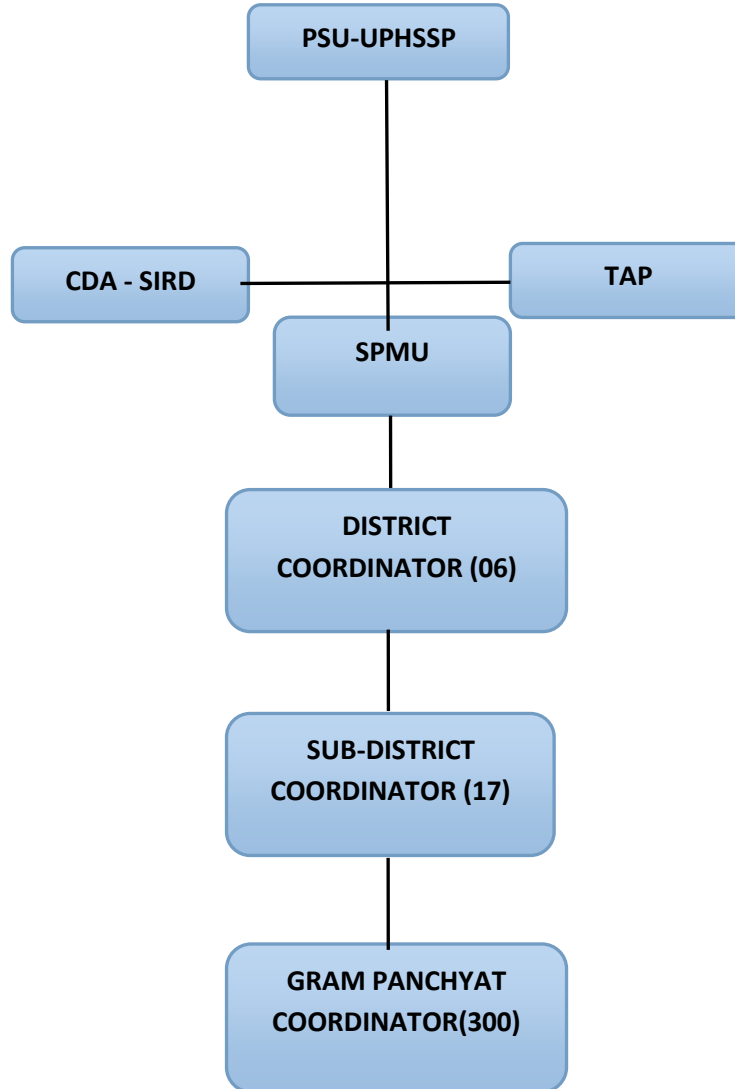 PSU-UPHSSP
CDA - SIRD
TAP
SPMU
DISTRICT
COORDINATOR (06)
SUB-DISTRICT
COORDINATOR (17)
GRAM PANCHYAT
COORDINATOR(300)